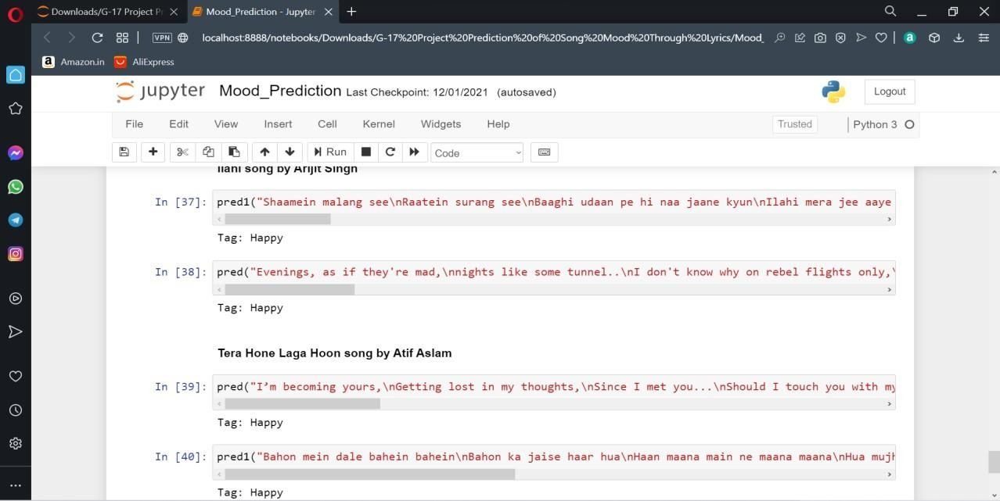 Downloads/G-17 Project Pr
Mood_Prediction - Jupyter
VPN
localhost:8888/notebooks/Downloads/G-17%20Project%20Prediction%20of%20Song%20Mood%20Through%20Lyrics/Mood_
Amazon.in
AliExpress
jupyter Mood_Prediction Last Checkpoint: 12/01/2021 (autosaved)
Logout
File Edit View Insert Cell Kernel Widgets Help
Trusted
Python 3
Run
Code
Ilahi song by Arijit Singh
In [37]: pred1("Shaamein malang see\nRaatein surang see\nBaaghi udaan pe hi naa jaane kyun\nIlahi mera jee aaye
Tag: Happy
In [38]: pred("Evenings, as if they're mad,\nnights like some tunnel..\nI don't know why on rebel flights only,\
Tag: Happy
Tera Hone Laga Hoon song by Atif Aslam
In [39]: pred("I’m becoming yours,\nGetting lost in my thoughts,\nSince I met you...\nShould I touch you with my
Tag: Happy
In [40]: pred1("Bahon mein dale bahein bahein\nBahon ka jaise haar hua\nHaan maana main ne maana maana\nHua mujh
Tag: Happy